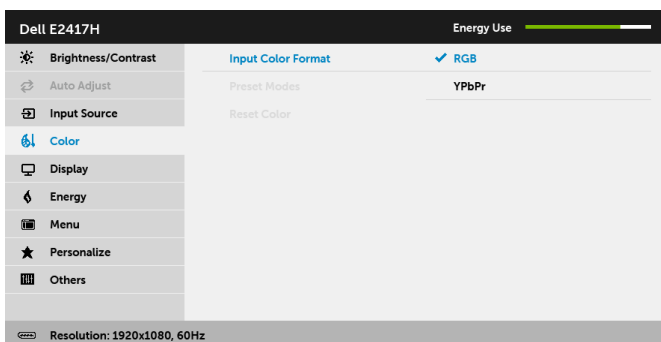 Dell E2417H
Energy Use
Brightness/Contrast
Input Color Format
RGB
Auto Adjust
Preset Modes
YPbPr
Input Source
Reset Color
Color
Display
Energy
Menu
Personalize
Others
Resolution: 1920x1080, 60Hz